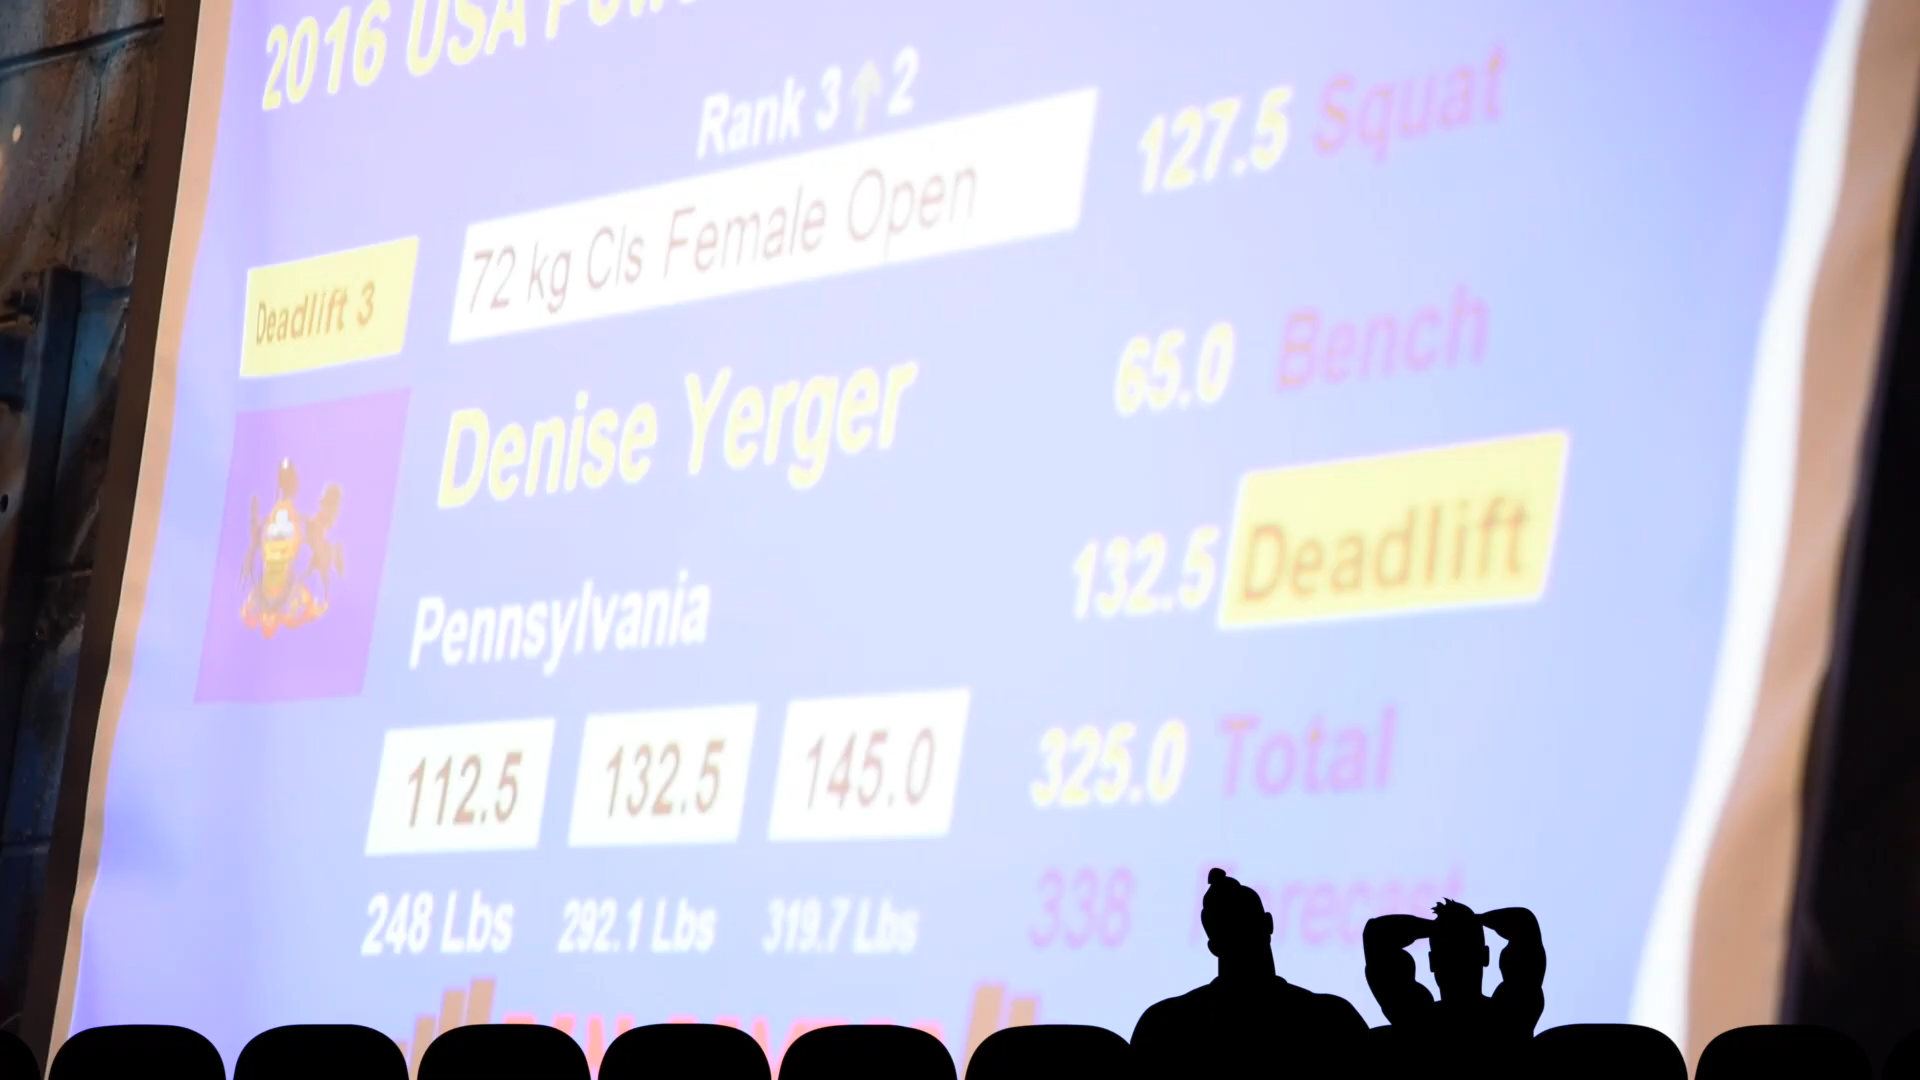 2016 USA
Rank 3↑2
72 kg Cls Female Open
127.5 Squat
Deadlift 3
Denise Yerger
65.0 Bench
Pennsylvania
132.5 Deadlift
112.5 132.5 145.0
325.0 Total
248 Lbs 292.1 Lbs 319.7 Lbs
338 Forecast